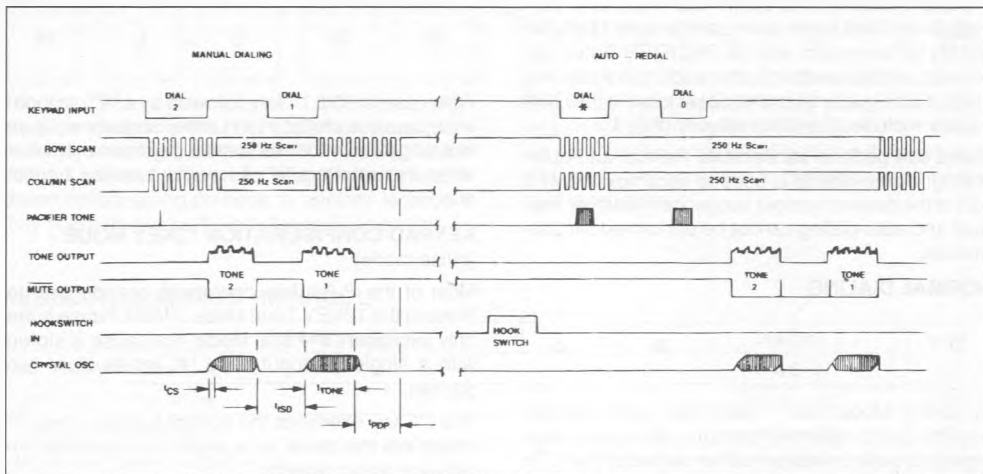 MANUAL DIALING
AUTO - REDIAL
DIAL
2
DIAL
1
DIAL
*
DIAL
0
KEYPAD INPUT
ROW SCAN
250 Hz Scan
250 Hz Scan
COLUMN SCAN
250 Hz Scan
250 Hz Scan
PACIFIER TONE
TONE OUTPUT
TONE
2
TONE
1
TONE
2
TONE
1
MUTE OUTPUT
HOOKSWITCH
IN
HOOK
SWITCH
CRYSTAL OSC
tCS
tTONE
tISD
tPDP